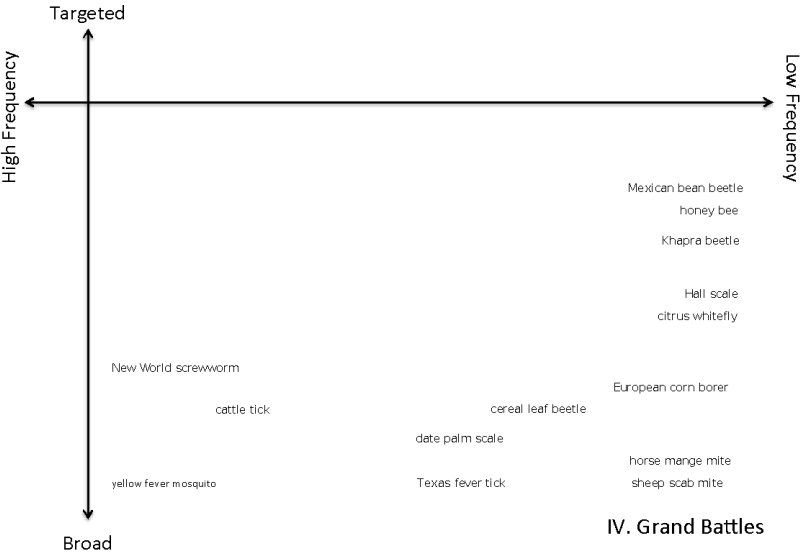 Targeted
High Frequency
Low Frequency
Mexican bean beetle
honey bee
Khapra beetle
Hall scale
citrus whitefly
New World screwworm
European corn borer
cattle tick
cereal leaf beetle
date palm scale
horse mange mite
yellow fever mosquito
Texas fever tick
sheep scab mite
IV. Grand Battles
Broad